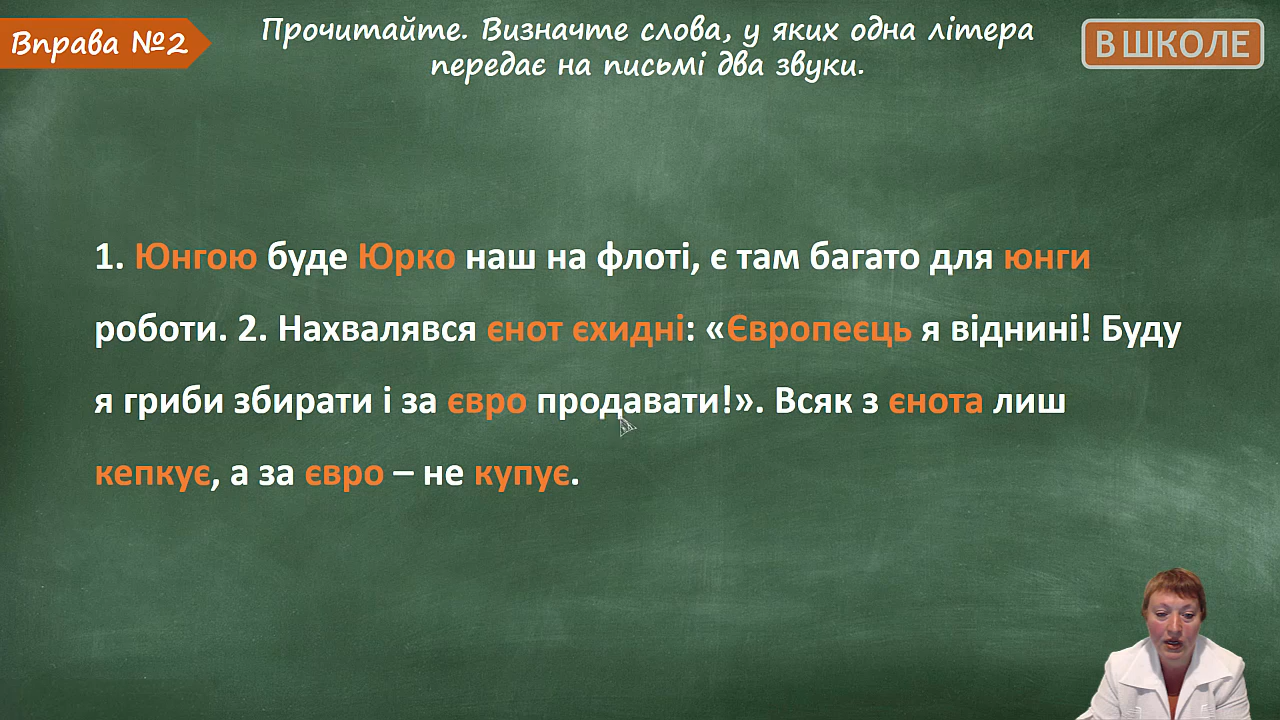 Вправа №2
Прочитайте. Визначте слова, у яких одна літера
передає на письмі два звуки.
В ШКОЛЕ
1. Юнгою буде Юрко наш на флоті, є там багато для юнги
роботи. 2. Нахвалявся єнот єхидні: «Європеєць я віднині! Буду
я гриби збирати і за євро продавати!». Всяк з єнота лиш
кепкує, а за євро – не купує.